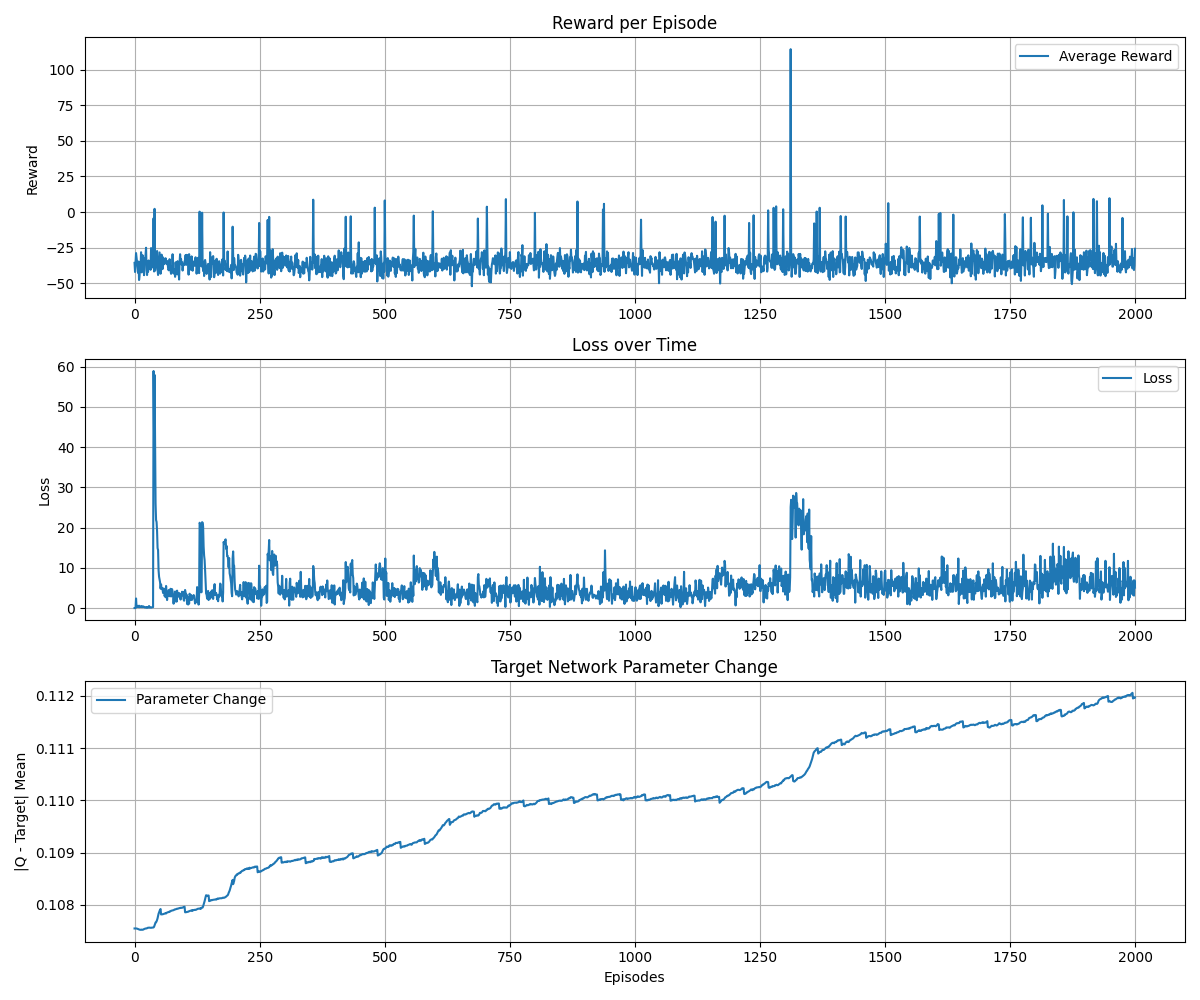 Reward per Episode
Average Reward
Reward
100
75
50
25
0
−25
−50
0 250 500 750 1000 1250 1500 1750 2000
Loss over Time
Loss
Loss
60
50
40
30
20
10
0
0 250 500 750 1000 1250 1500 1750 2000
Target Network Parameter Change
Parameter Change
|Q - Target| Mean
0.112
0.111
0.110
0.109
0.108
0 250 500 750 1000 1250 1500 1750 2000
Episodes